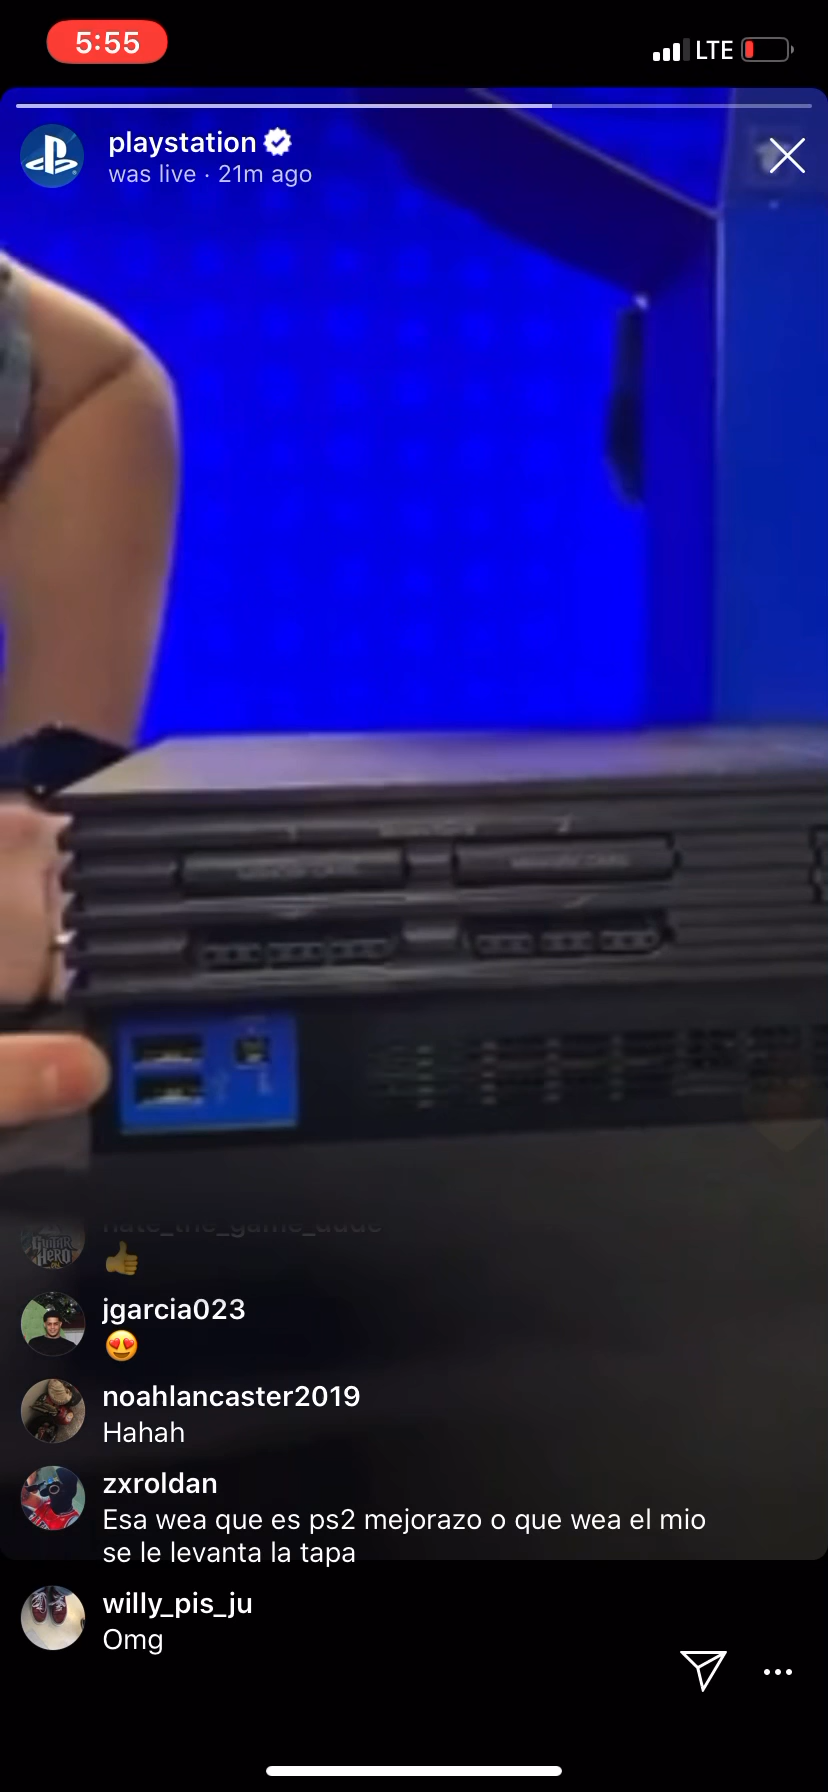 5:55
LTE
playstation
was live · 21m ago
hate_the_game_dude
👍
jgarcia023
😍
noahlancaster2019
Hahah
zxroldan
Esa wea que es ps2 mejorazo o que wea el mio
se le levanta la tapa
willy_pis_ju
Omg